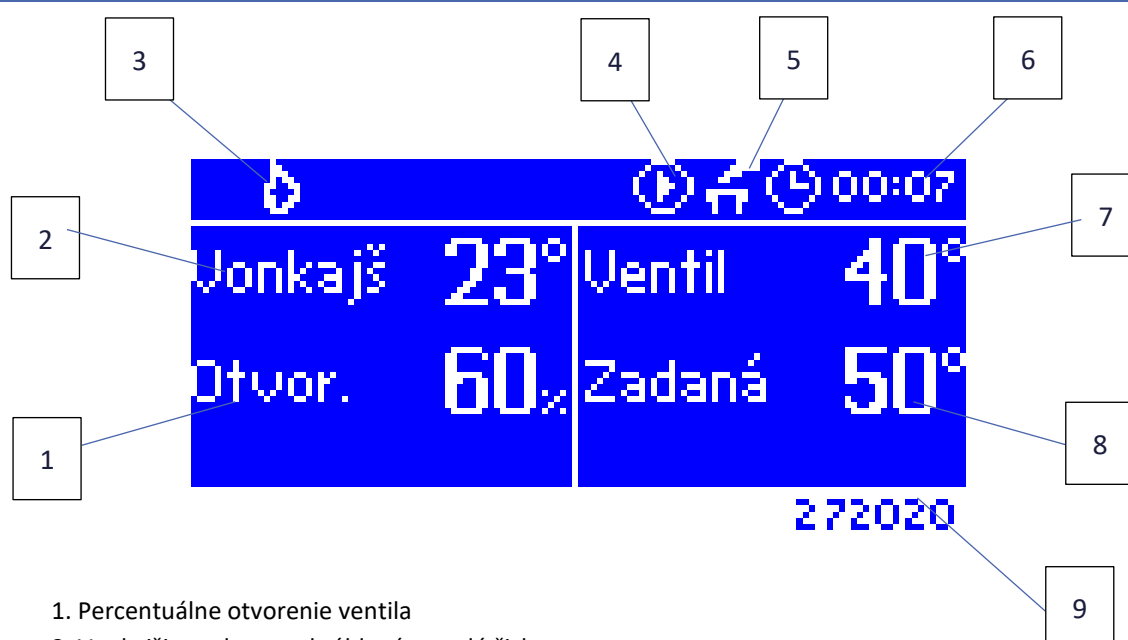 3 4 5 6
00:07
2 7
Vonkajš 23° Ventil 40°
Otvor. 60% Zadaná 50°
1 8
272020
9
1. Percentuálne otvorenie ventila